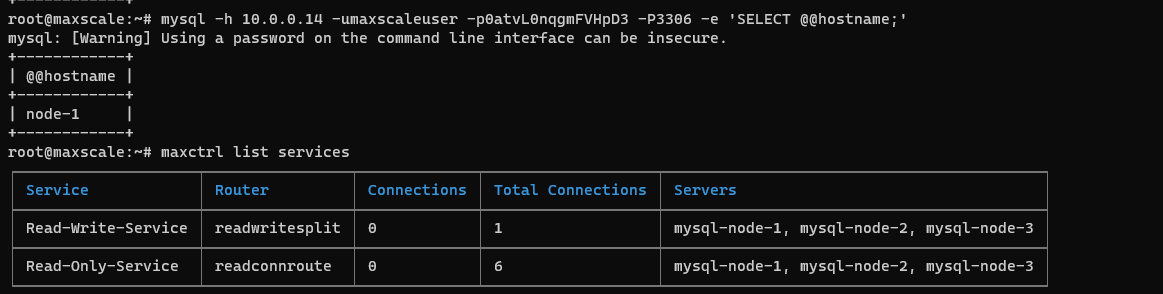 root@maxscale:~# mysql -h 10.0.0.14 -umaxscaleuser -p0atvL0nqgmFVHpD3 -P3306 -e 'SELECT @@hostname;'
mysql: [Warning] Using a password on the command line interface can be insecure.
+------------+
| @@hostname |
+------------+
| node-1     |
+------------+
root@maxscale:~# maxctrl list services
Service Router Connections Total Connections Servers
Read-Write-Service readwritesplit 0 1 mysql-node-1, mysql-node-2, mysql-node-3
Read-Only-Service readconnroute 0 6 mysql-node-1, mysql-node-2, mysql-node-3